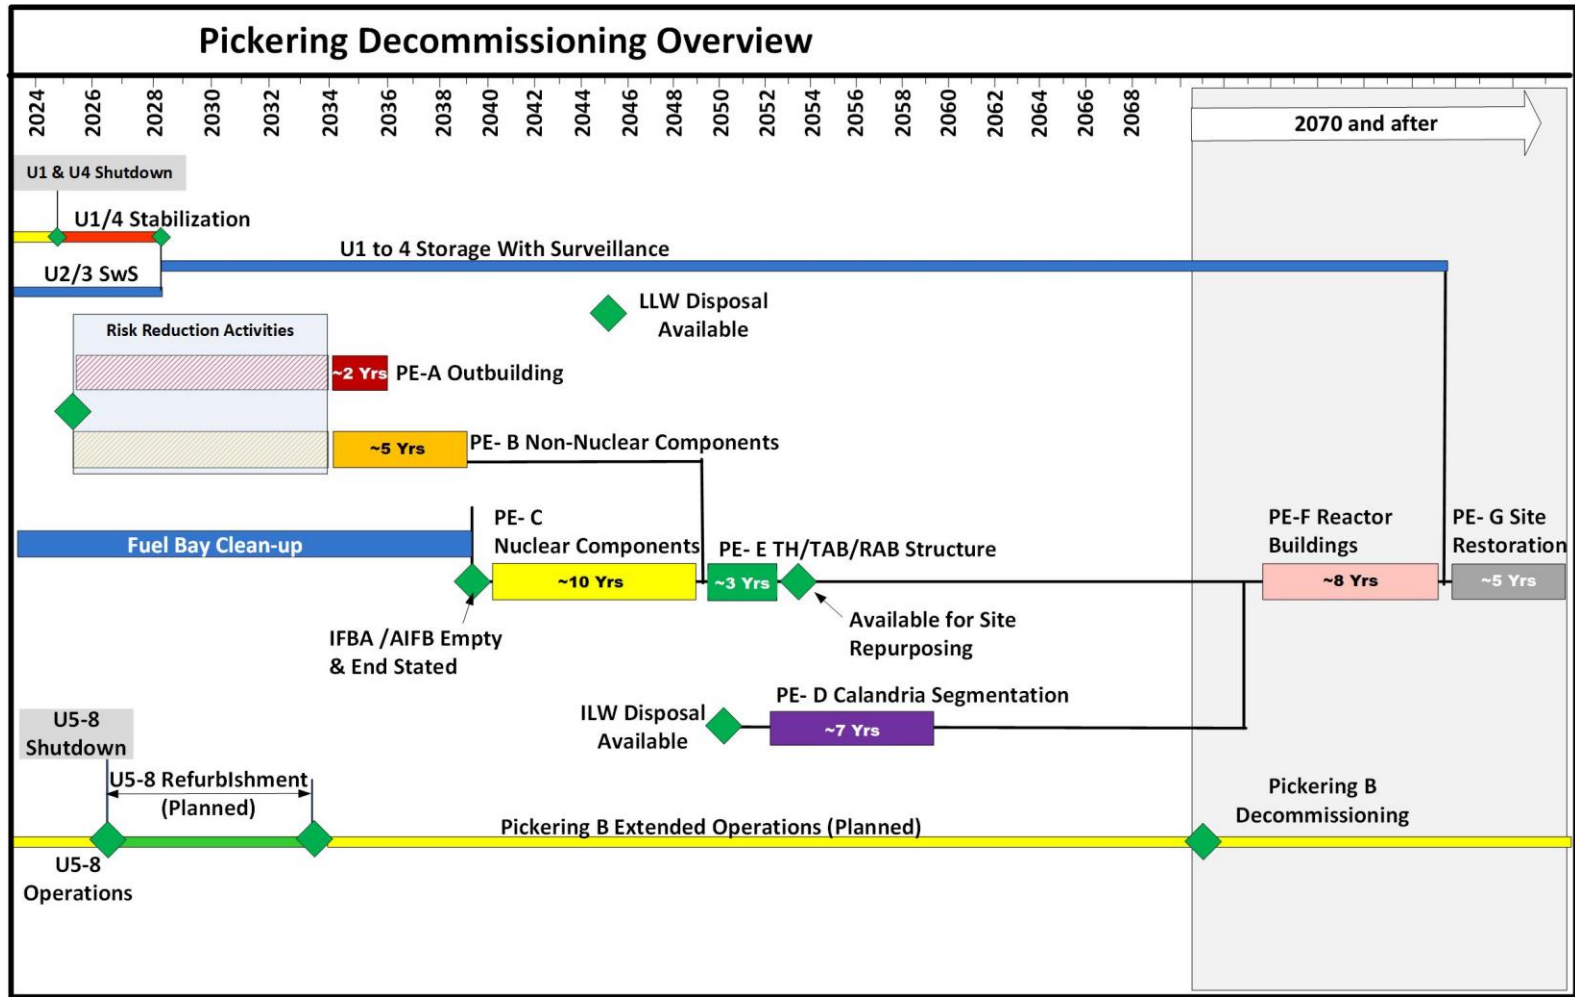 Pickering Decommissioning Overview
2024 2026 2028 2030 2032 2034 2036 2038 2040 2042 2044 2046 2048 2050 2052 2054 2056 2058 2060 2062 2064 2066 2068
2070 and after
U1 & U4 Shutdown
U1/4 Stabilization
U1 to 4 Storage With Surveillance
U2/3 SwS
LLW Disposal
Available
Risk Reduction Activities
~2 Yrs
PE-A Outbuilding
~5 Yrs
PE- B Non-Nuclear Components
Fuel Bay Clean-up
PE- C
Nuclear Components
~10 Yrs
PE- E TH/TAB/RAB Structure
~3 Yrs
PE-F Reactor
Buildings
~8 Yrs
PE- G Site
Restoration
~5 Yrs
IFBA /AIFB Empty
& End Stated
Available for Site
Repurposing
ILW Disposal
Available
PE- D Calandria Segmentation
~7 Yrs
U5-8
Shutdown
U5-8 RefurbIshment
(Planned)
Pickering B Extended Operations (Planned)
Pickering B
Decommissioning
U5-8
Operations